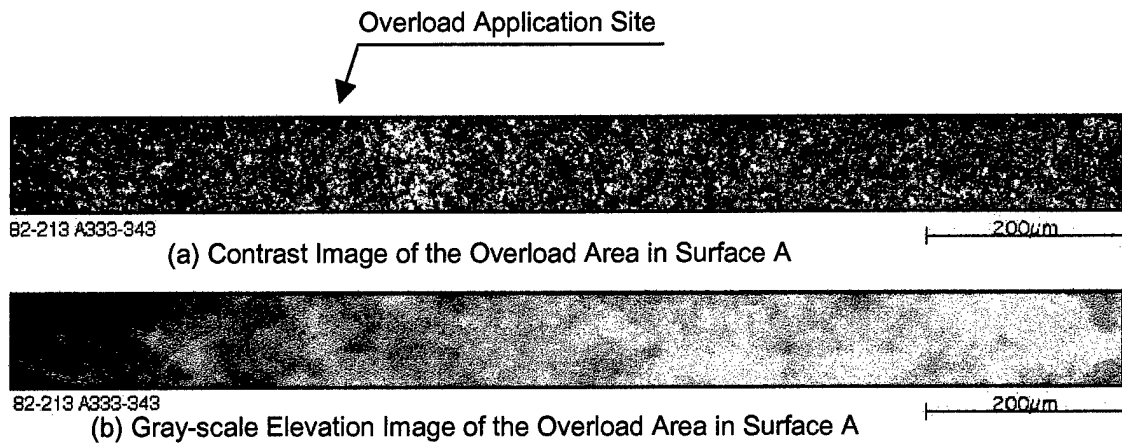 Overload Application Site
82-213 A333-343
200µm
(a) Contrast Image of the Overload Area in Surface A
82-213 A333-343
200µm
(b) Gray-scale Elevation Image of the Overload Area in Surface A